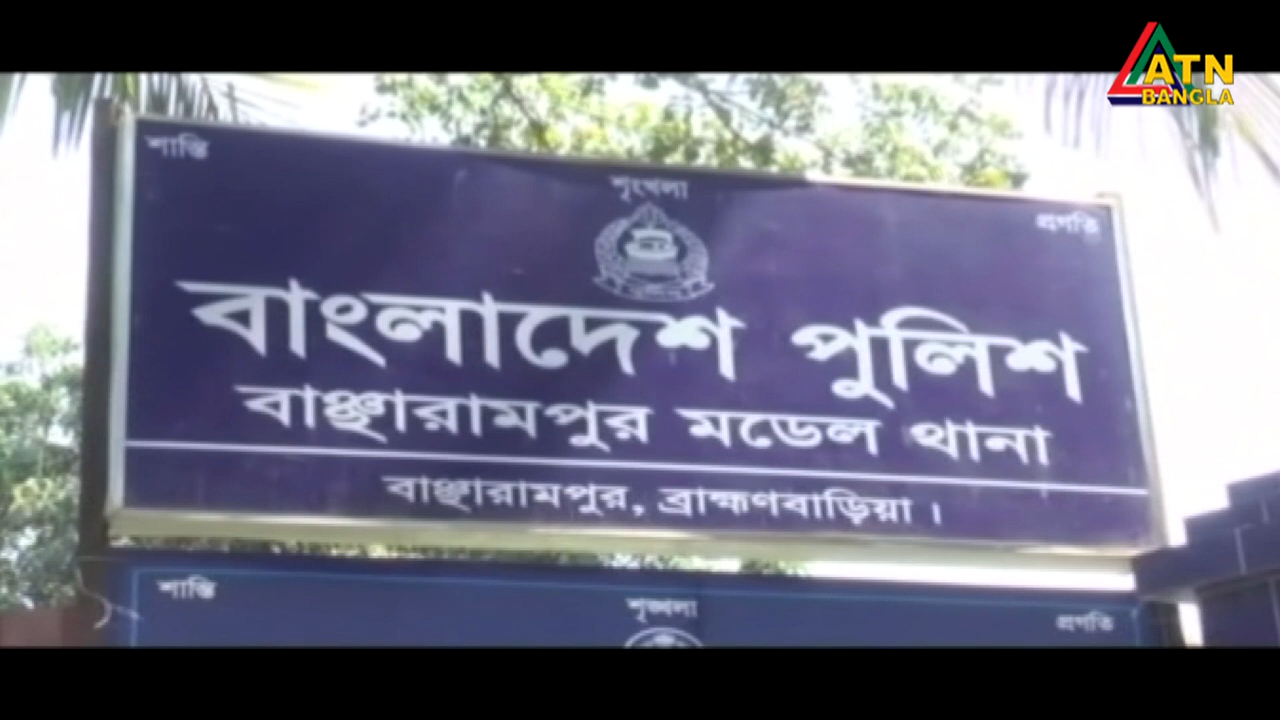 ATN
BANGLA
শান্তি
শৃংখলা
প্রগতি
বাংলাদেশ পুলিশ
বাঞ্ছারামপুর মডেল থানা
বাঞ্ছারামপুর, ব্রাহ্মণবাড়িয়া ।
শান্তি
শৃঙ্খলা
প্রগতি